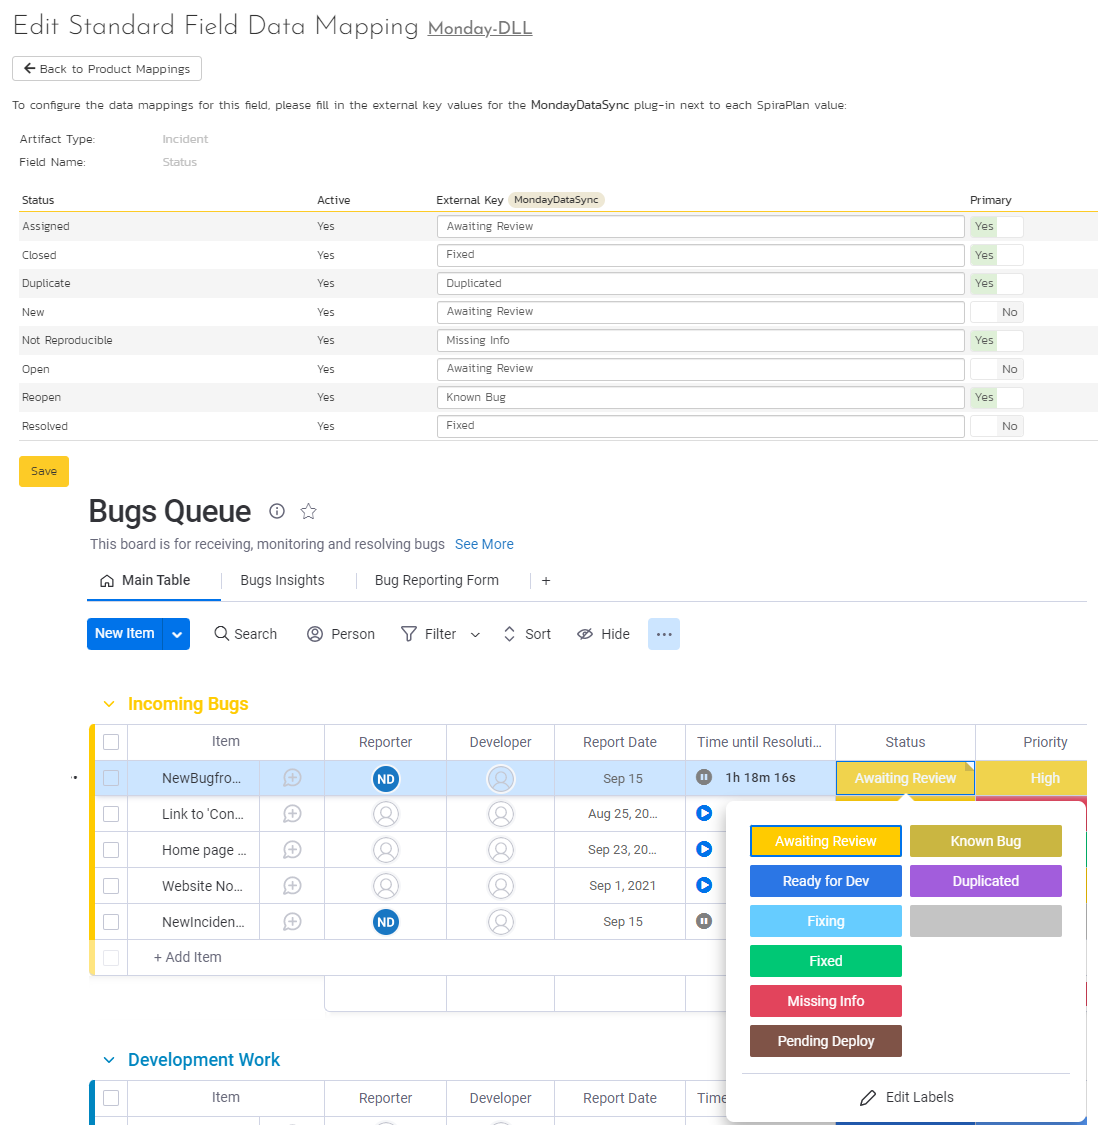 Edit Standard Field Data Mapping Monday-DLL
Back to Product Mappings
To configure the data mappings for this field, please fill in the external key values for the MondayDataSync plug-in next to each SpiraPlan value:
Artifact Type: Incident
Field Name: Status
Status Active External Key MondayDataSync Primary
Assigned Yes Awaiting Review Yes
Closed Yes Fixed Yes
Duplicate Yes Duplicated Yes
New Yes Awaiting Review No
Not Reproducible Yes Missing Info Yes
Open Yes Awaiting Review No
Reopen Yes Known Bug Yes
Resolved Yes Fixed No
Save
Bugs Queue
This board is for receiving, monitoring and resolving bugs See More
Main Table Bugs Insights Bug Reporting Form +
New Item Search Person Filter Sort Hide ...
Incoming Bugs
Item Reporter Developer Report Date Time until Resoluti... Status Priority
NewBugfro... ND Sep 15 1h 18m 16s Awaiting Review High
Link to 'Con... Aug 25, 20...
Home page ... Sep 23, 20...
Website No... Sep 1, 2021
NewInciden... ND Sep 15
+ Add Item
Awaiting Review Known Bug
Ready for Dev Duplicated
Fixing
Fixed
Missing Info
Pending Deploy
Edit Labels
Development Work
Item Reporter Developer Report Date Time